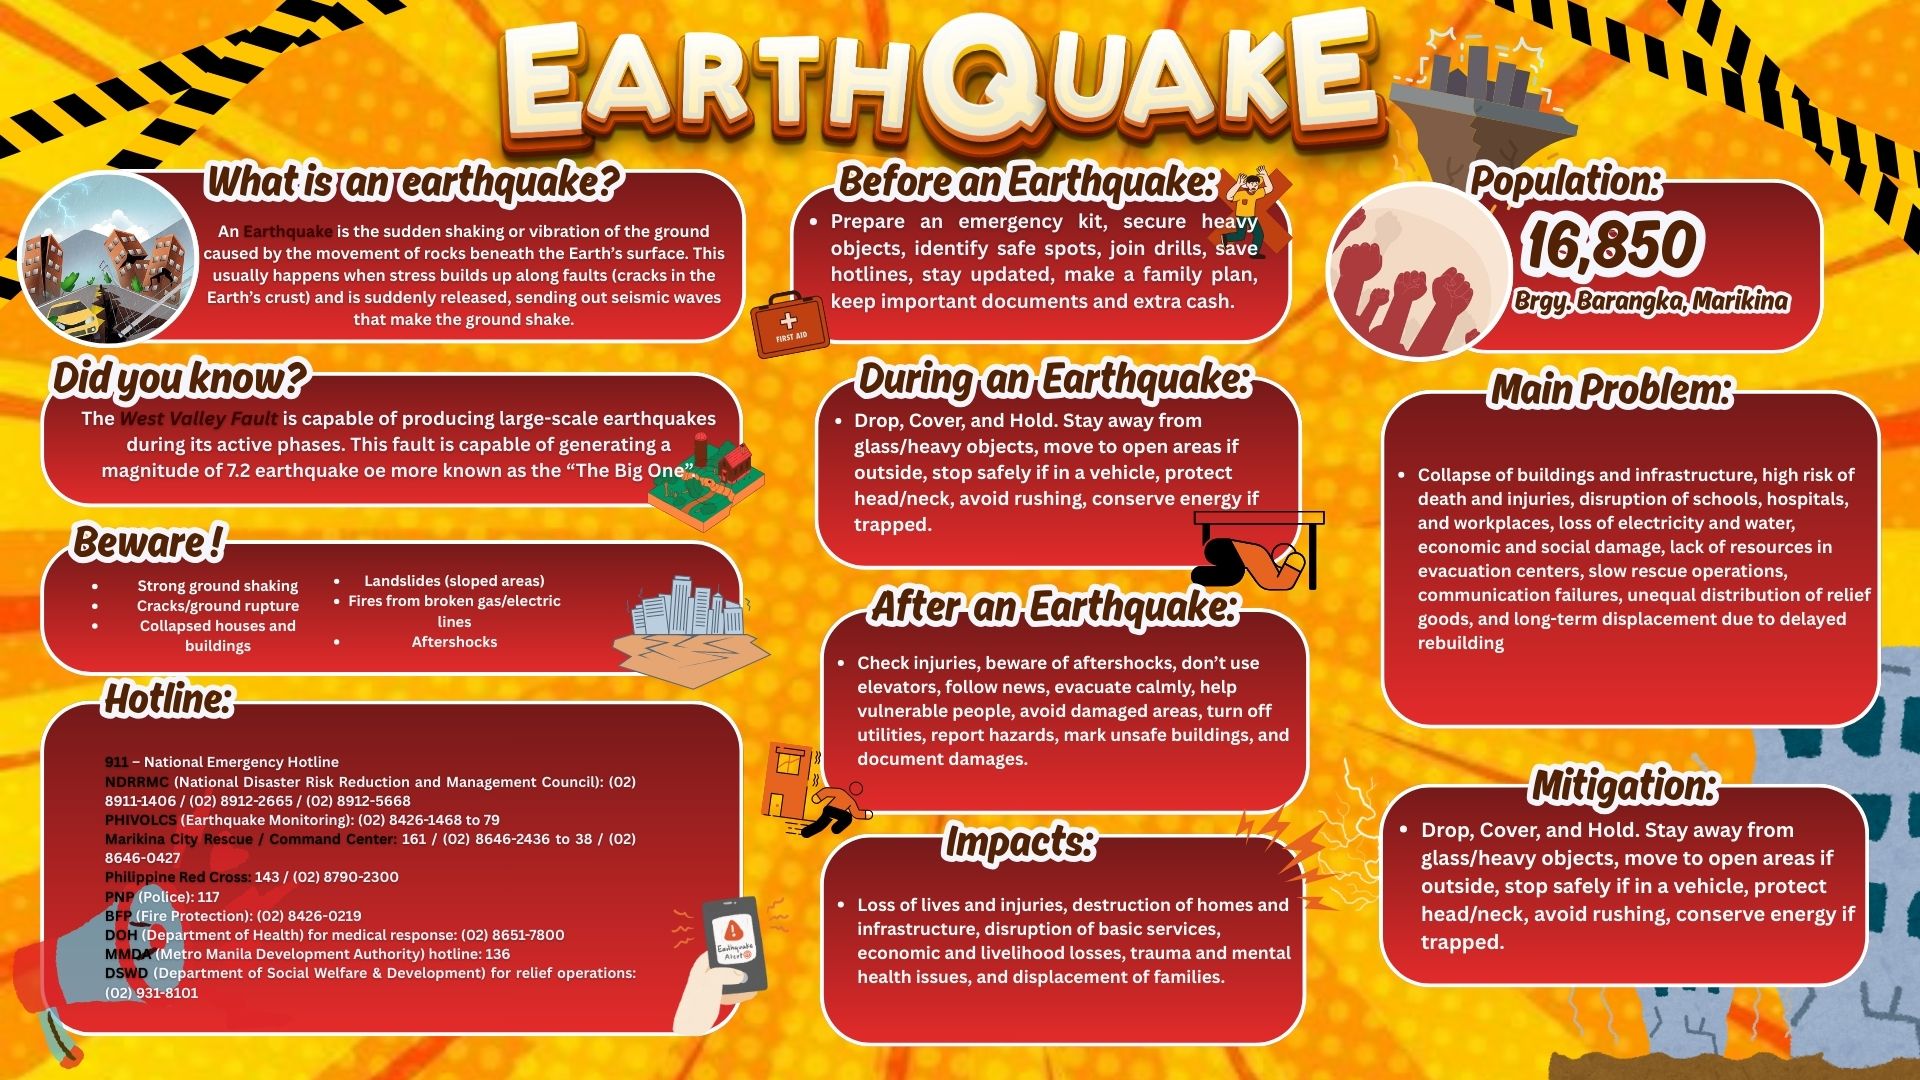 EARTHQUAKE
What is an earthquake?
An Earthquake is the sudden shaking or vibration of the ground
caused by the movement of rocks beneath the Earth's surface. This
usually happens when stress builds up along faults (cracks in the
Earth's crust) and is suddenly released, sending out seismic waves
that make the ground shake.
Did you know?
The West Valley Fault is capable of producing large-scale earthquakes
during its active phases. This fault is capable of generating a
magnitude of 7.2 earthquake oe more known as the “The Big One”
Beware!
• Strong ground shaking
• Cracks/ground rupture
• Collapsed houses and
buildings
• Landslides (sloped areas)
• Fires from broken gas/electric
lines
• Aftershocks
Hotline:
911 – National Emergency Hotline
NDRRMC (National Disaster Risk Reduction and Management Council): (02)
8911-1406 / (02) 8912-2665 / (02) 8912-5668
PHIVOLCS (Earthquake Monitoring): (02) 8426-1468 to 79
Marikina City Rescue / Command Center: 161 / (02) 8646-2436 to 38 / (02)
8646-0427
Philippine Red Cross: 143 / (02) 8790-2300
PNP (Police): 117
BFP (Fire Protection): (02) 8426-0219
DOH (Department of Health) for medical response: (02) 8651-7800
MMDA (Metro Manila Development Authority) hotline: 136
DSWD (Department of Social Welfare & Development) for relief operations:
(02) 931-8101
Earthquake
Alert
Before an Earthquake:
• Prepare an emergency kit, secure heavy
objects, identify safe spots, join drills, save
hotlines, stay updated, make a family plan,
keep important documents and extra cash.
FIRST AID
During an Earthquake:
• Drop, Cover, and Hold. Stay away from
glass/heavy objects, move to open areas if
outside, stop safely if in a vehicle, protect
head/neck, avoid rushing, conserve energy if
trapped.
After an Earthquake:
• Check injuries, beware of aftershocks, don't use
elevators, follow news, evacuate calmly, help
vulnerable people, avoid damaged areas, turn off
utilities, report hazards, mark unsafe buildings, and
document damages.
Impacts:
• Loss of lives and injuries, destruction of homes and
infrastructure, disruption of basic services,
economic and livelihood losses, trauma and mental
health issues, and displacement of families.
Population:
16,850
Brgy. Barangka, Marikina
Main Problem:
• Collapse of buildings and infrastructure, high risk of
death and injuries, disruption of schools, hospitals,
and workplaces, loss of electricity and water,
economic and social damage, lack of resources in
evacuation centers, slow rescue operations,
communication failures, unequal distribution of relief
goods, and long-term displacement due to delayed
rebuilding
Mitigation:
• Drop, Cover, and Hold. Stay away from
glass/heavy objects, move to open areas if
outside, stop safely if in a vehicle, protect
head/neck, avoid rushing, conserve energy if
trapped.